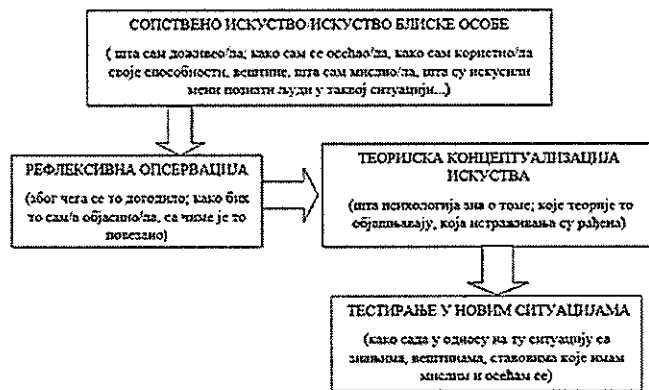 СОПСТВЕНО ИСКУСТВО/ИСКУСТВО БЛИСКЕ ОСОБЕ
( шта сам доживео/ла; како сам се осећао/ла, како сам користио/ла
своје способности, вештине, шта сам мислио/ла, шта су искусили
мени познати људи у таквој ситуацији...)
РЕФЛЕКСИВНА ОПСЕРВАЦИЈА
(због чега се то догодило; како бих
то сам/а објаснио/ла, са чиме је то
повезано)
ТЕОРИЈСКА КОНЦЕПТУАЛИЗАЦИЈА
ИСКУСТВА
(шта психологија зна о томе; које теорије то
објашњавају, која истраживања су рађена)
ТЕСТИРАЊЕ У НОВИМ СИТУАЦИЈАМА
(како сада у односу на ту ситуацију са
знањима, вештинама, ставовима које имам
мислим и осећам се)